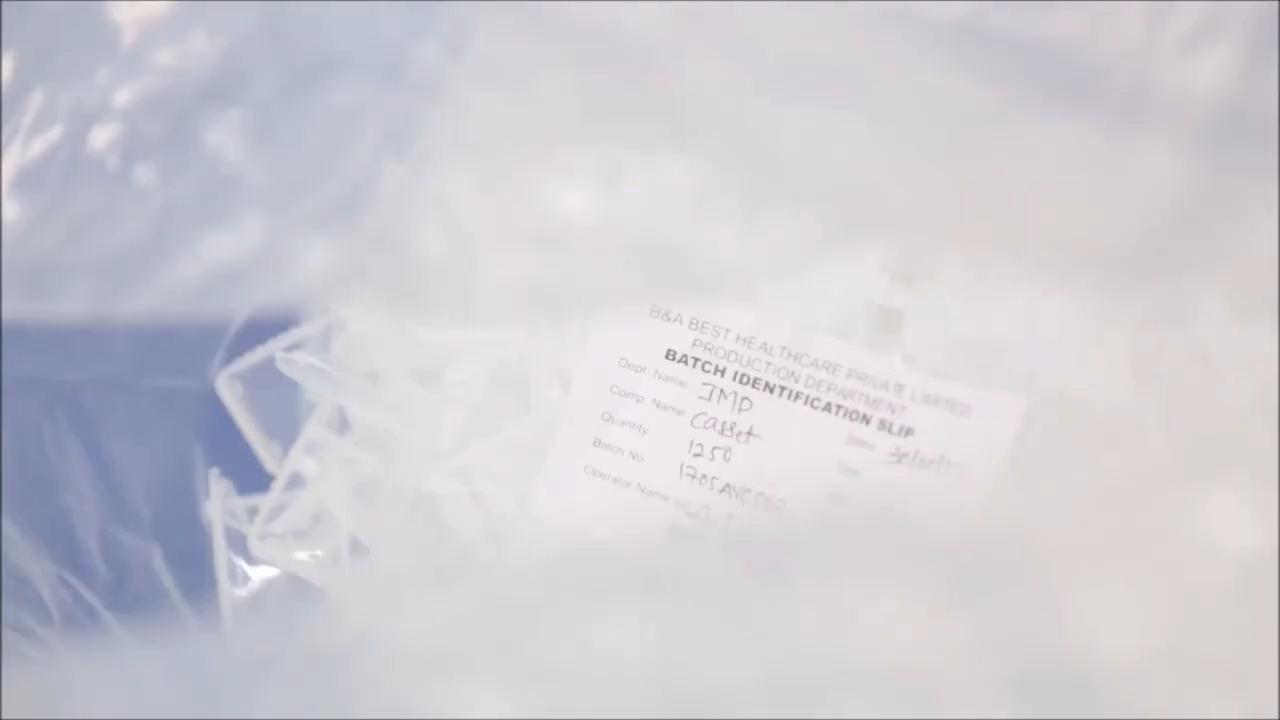 B&A BEST HEALTHCARE PRIVATE LIMITED
PRODUCTION DEPARTMENT
BATCH IDENTIFICATION SLIP
Dept. Name IMD
Comp. Name Casset
Quantity 1250
Batch No
Operator Name